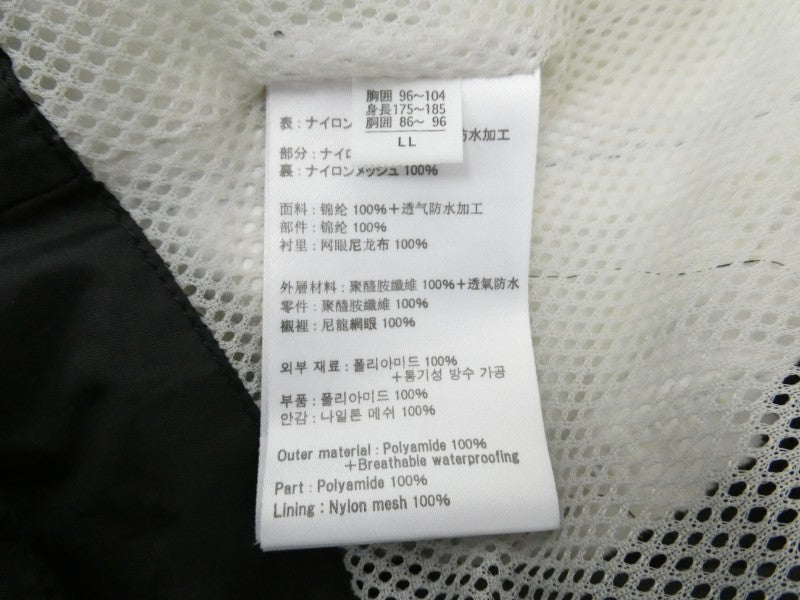 胸囲 96～104
身長175～185
胴囲 86～ 96
LL
表：ナイロン 防水加工
部分：ナイロ
裏：ナイロンメッシュ 100%
面料：锦纶 100%＋透气防水加工
部件：锦纶 100%
衬里：网眼尼龙布 100%
外層材料：聚醯胺纖維 100%＋透氣防水
零件：聚醯胺纖維 100%
襯裡：尼龍網眼 100%
외부 재료：폴리아미드 100%
＋통기성 방수 가공
부품：폴리아미드 100%
안감：나일론 메쉬 100%
Outer material : Polyamide 100%
+Breathable waterproofing
Part : Polyamide 100%
Lining : Nylon mesh 100%